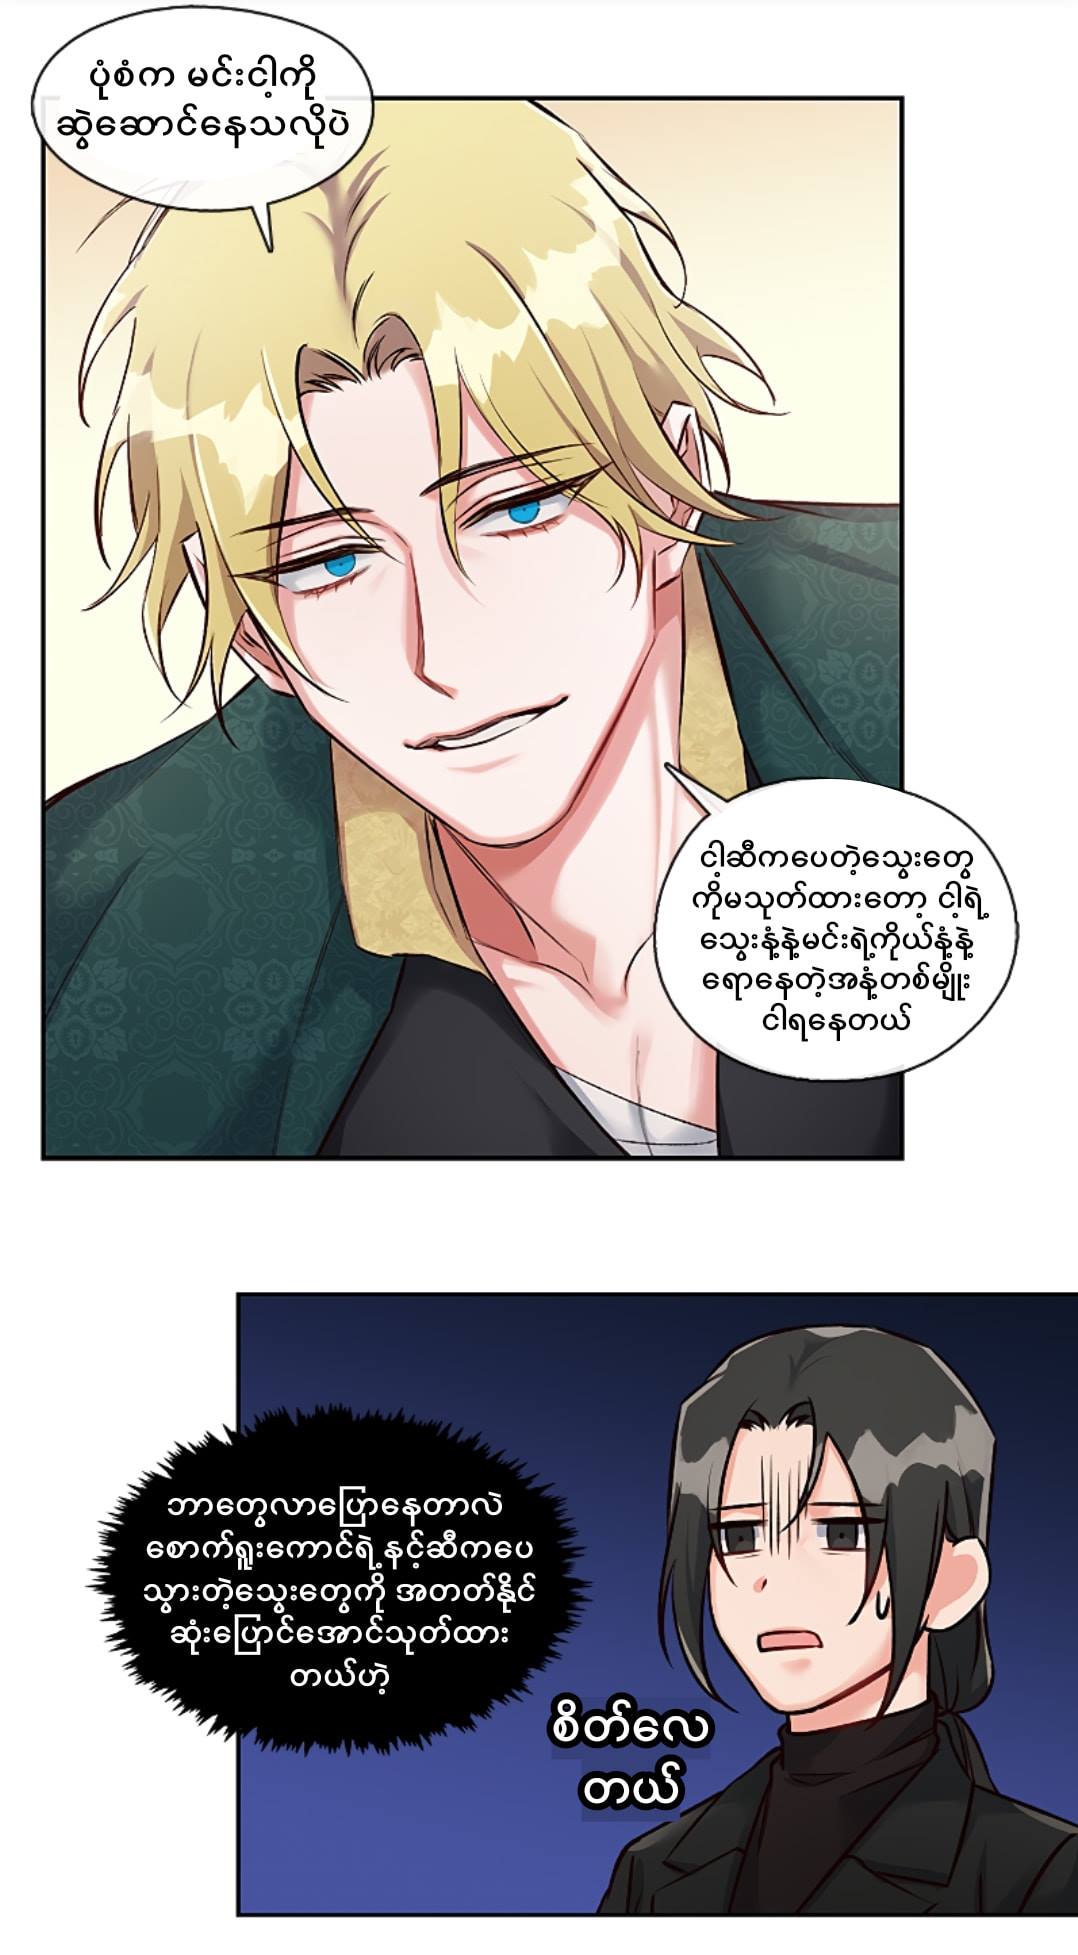 ပုံစံက မင်းငါ့ကို
ဆွဲဆောင်နေသလိုပဲ
ငါ့ဆီကပေတဲ့သွေးတွေ
ကိုမသုတ်ထားတော့ ငါ့ရဲ့
သွေးနံ့နဲ့မင်းရဲ့ကိုယ်နံ့နဲ့
ရောနေတဲ့အနံ့တစ်မျိုး
ငါရနေတယ်
ဘာတွေလာပြောနေတာလဲ
စောက်ရူးကောင်ရဲ့ နင့်ဆီကပေ
သွားတဲ့သွေးတွေကို အတတ်နိုင်
ဆုံးပြောင်အောင်သုတ်ထား
တယ်ဟဲ့
စိတ်လေ
တယ်